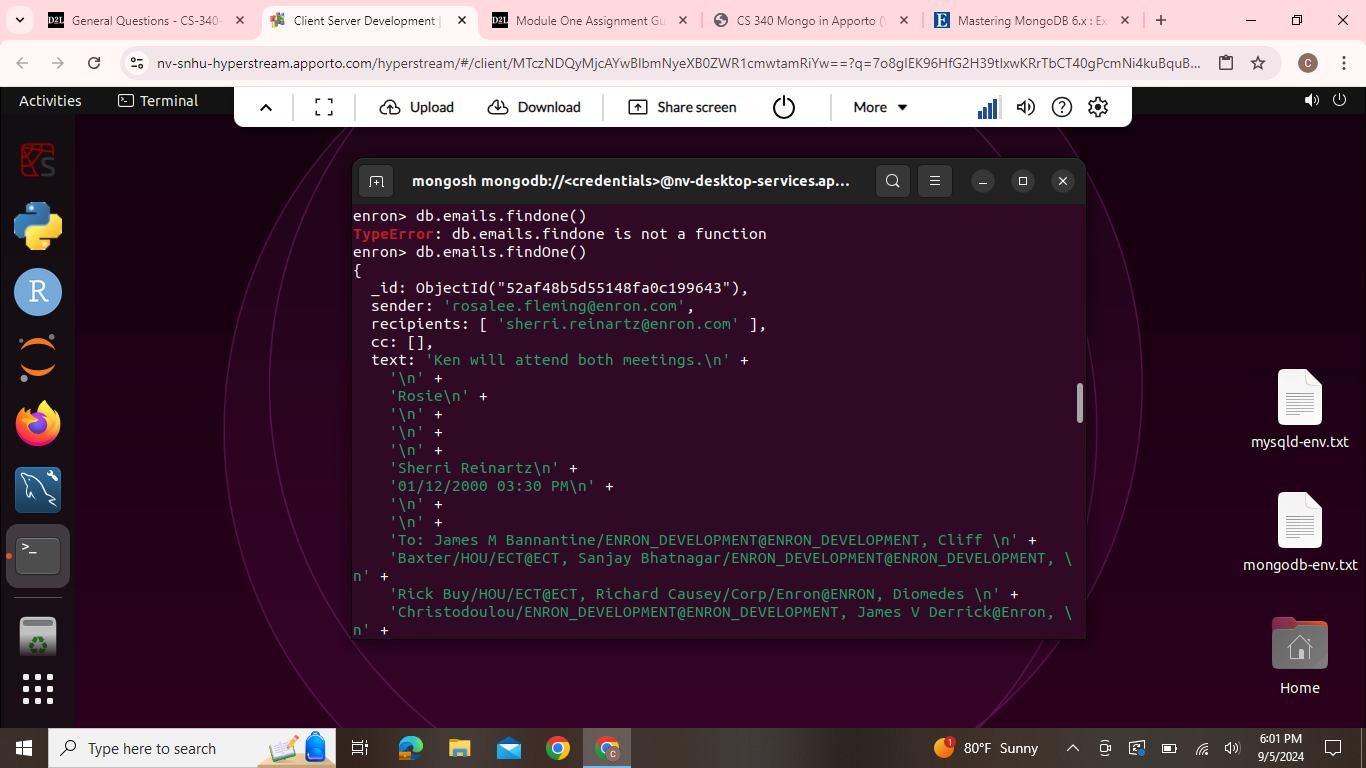 General Questions - CS-340-
Client Server Development |
Module One Assignment Gu
CS 340 Mongo in Apporto (
Mastering MongoDB 6.x : Ex
nv-snhu-hyperstream.apporto.com/hyperstream/#/client/
C
Activities
Terminal
Upload
Download
Share screen
More
mongosh mongodb://<credentials>@nv-desktop-services.ap...
enron> db.emails.findone()
TypeError: db.emails.findone is not a function
enron> db.emails.findOne()
{
_id: ObjectId("52af48b5d55148fa0c199643"),
sender: 'rosalee.fleming@enron.com',
recipients: [ 'sherri.reinartz@enron.com' ],
cc: [],
text: 'Ken will attend both meetings.\n' +
'\n' +
'Rosie\n' +
'\n' +
'\n' +
'\n' +
'Sherri Reinartz\n' +
'01/12/2000 03:30 PM\n' +
'\n' +
'\n' +
'To: James M Bannantine/ENRON_DEVELOPMENT@ENRON_DEVELOPMENT, Cliff \n' +
'Baxter/HOU/ECT@ECT, Sanjay Bhatnagar/ENRON_DEVELOPMENT@ENRON_DEVELOPMENT, \
n' +
'Rick Buy/HOU/ECT@ECT, Richard Causey/Corp/Enron@ENRON, Diomedes \n' +
'Christodoulou/ENRON_DEVELOPMENT@ENRON_DEVELOPMENT, James V Derrick@Enron, \
n' +
mysqld-env.txt
mongodb-env.txt
Home
Type here to search
80°F Sunny
6:01 PM
9/5/2024